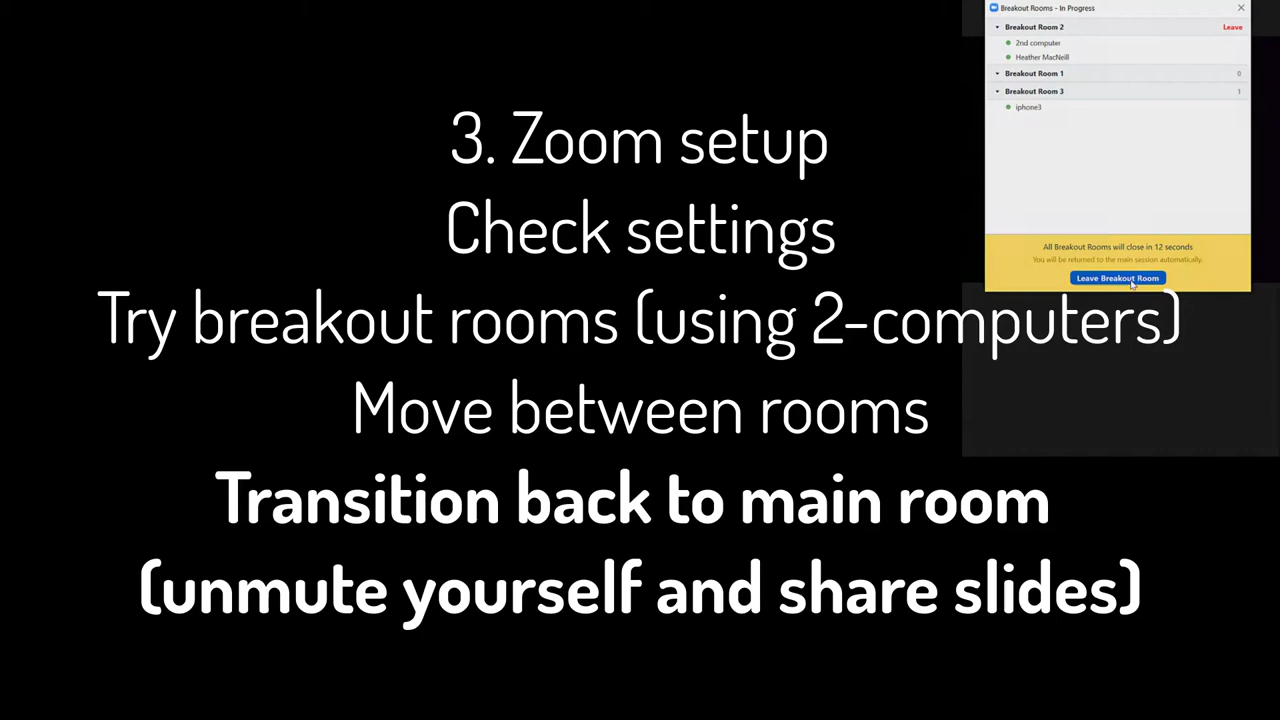 Breakout Rooms - In Progress
Breakout Room 2 Leave
2nd computer
Heather MacNeill
Breakout Room 1 0
Breakout Room 3 1
iphone3
All Breakout Rooms will close in 12 seconds
You will be returned to the main session automatically.
Leave Breakout Room
3. Zoom setup
Check settings
Try breakout rooms (using 2-computers)
Move between rooms
Transition back to main room
(unmute yourself and share slides)